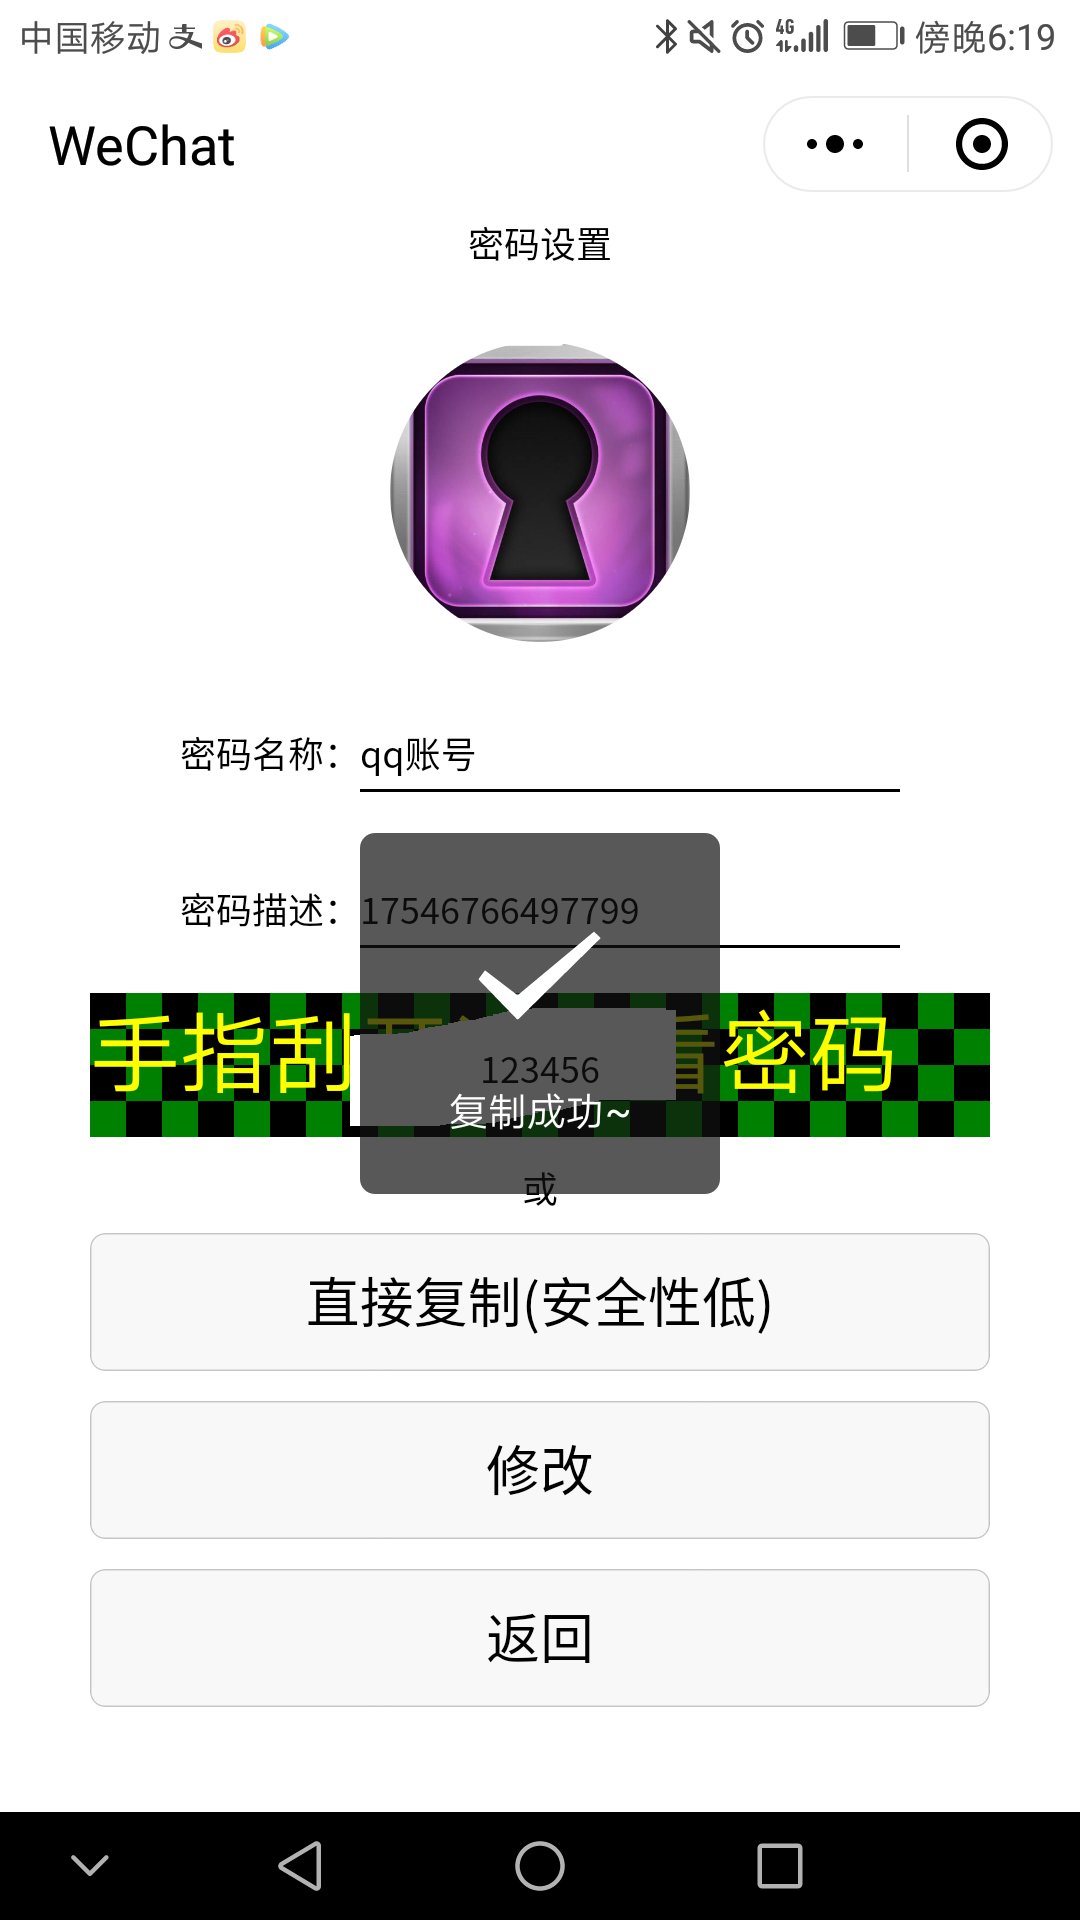 中国移动 4G 傍晚6:19
WeChat
密码设置
密码名称：qq账号
密码描述：17546766497799
手指刮 看密码
123456
复制成功~
或
直接复制(安全性低)
修改
返回